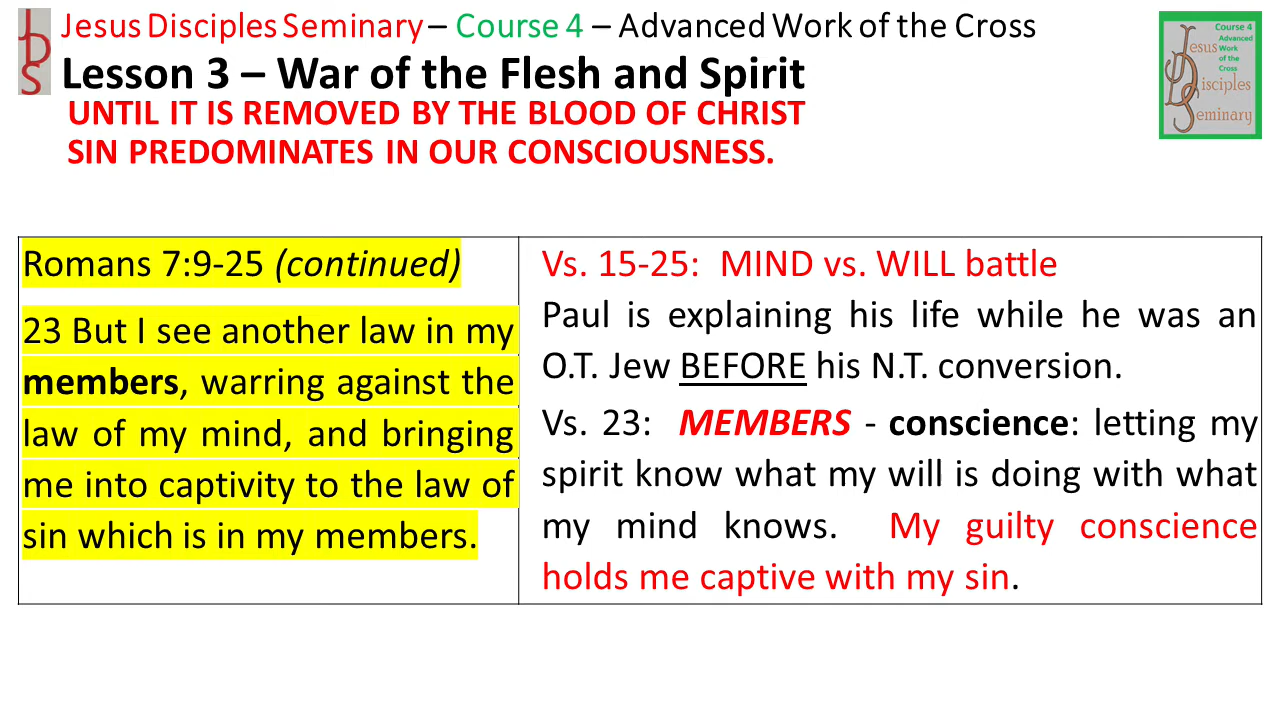 JDS
Jesus Disciples Seminary – Course 4 – Advanced Work of the Cross
Lesson 3 – War of the Flesh and Spirit
UNTIL IT IS REMOVED BY THE BLOOD OF CHRIST
SIN PREDOMINATES IN OUR CONSCIOUSNESS.
Course 4
Advanced
Work
of the
Cross
Jesus
Disciples
Seminary
Romans 7:9-25 (continued)
23 But I see another law in my
members, warring against the
law of my mind, and bringing
me into captivity to the law of
sin which is in my members.
Vs. 15-25: MIND vs. WILL battle
Paul is explaining his life while he was an
O.T. Jew BEFORE his N.T. conversion.
Vs. 23: MEMBERS - conscience: letting my
spirit know what my will is doing with what
my mind knows. My guilty conscience
holds me captive with my sin.